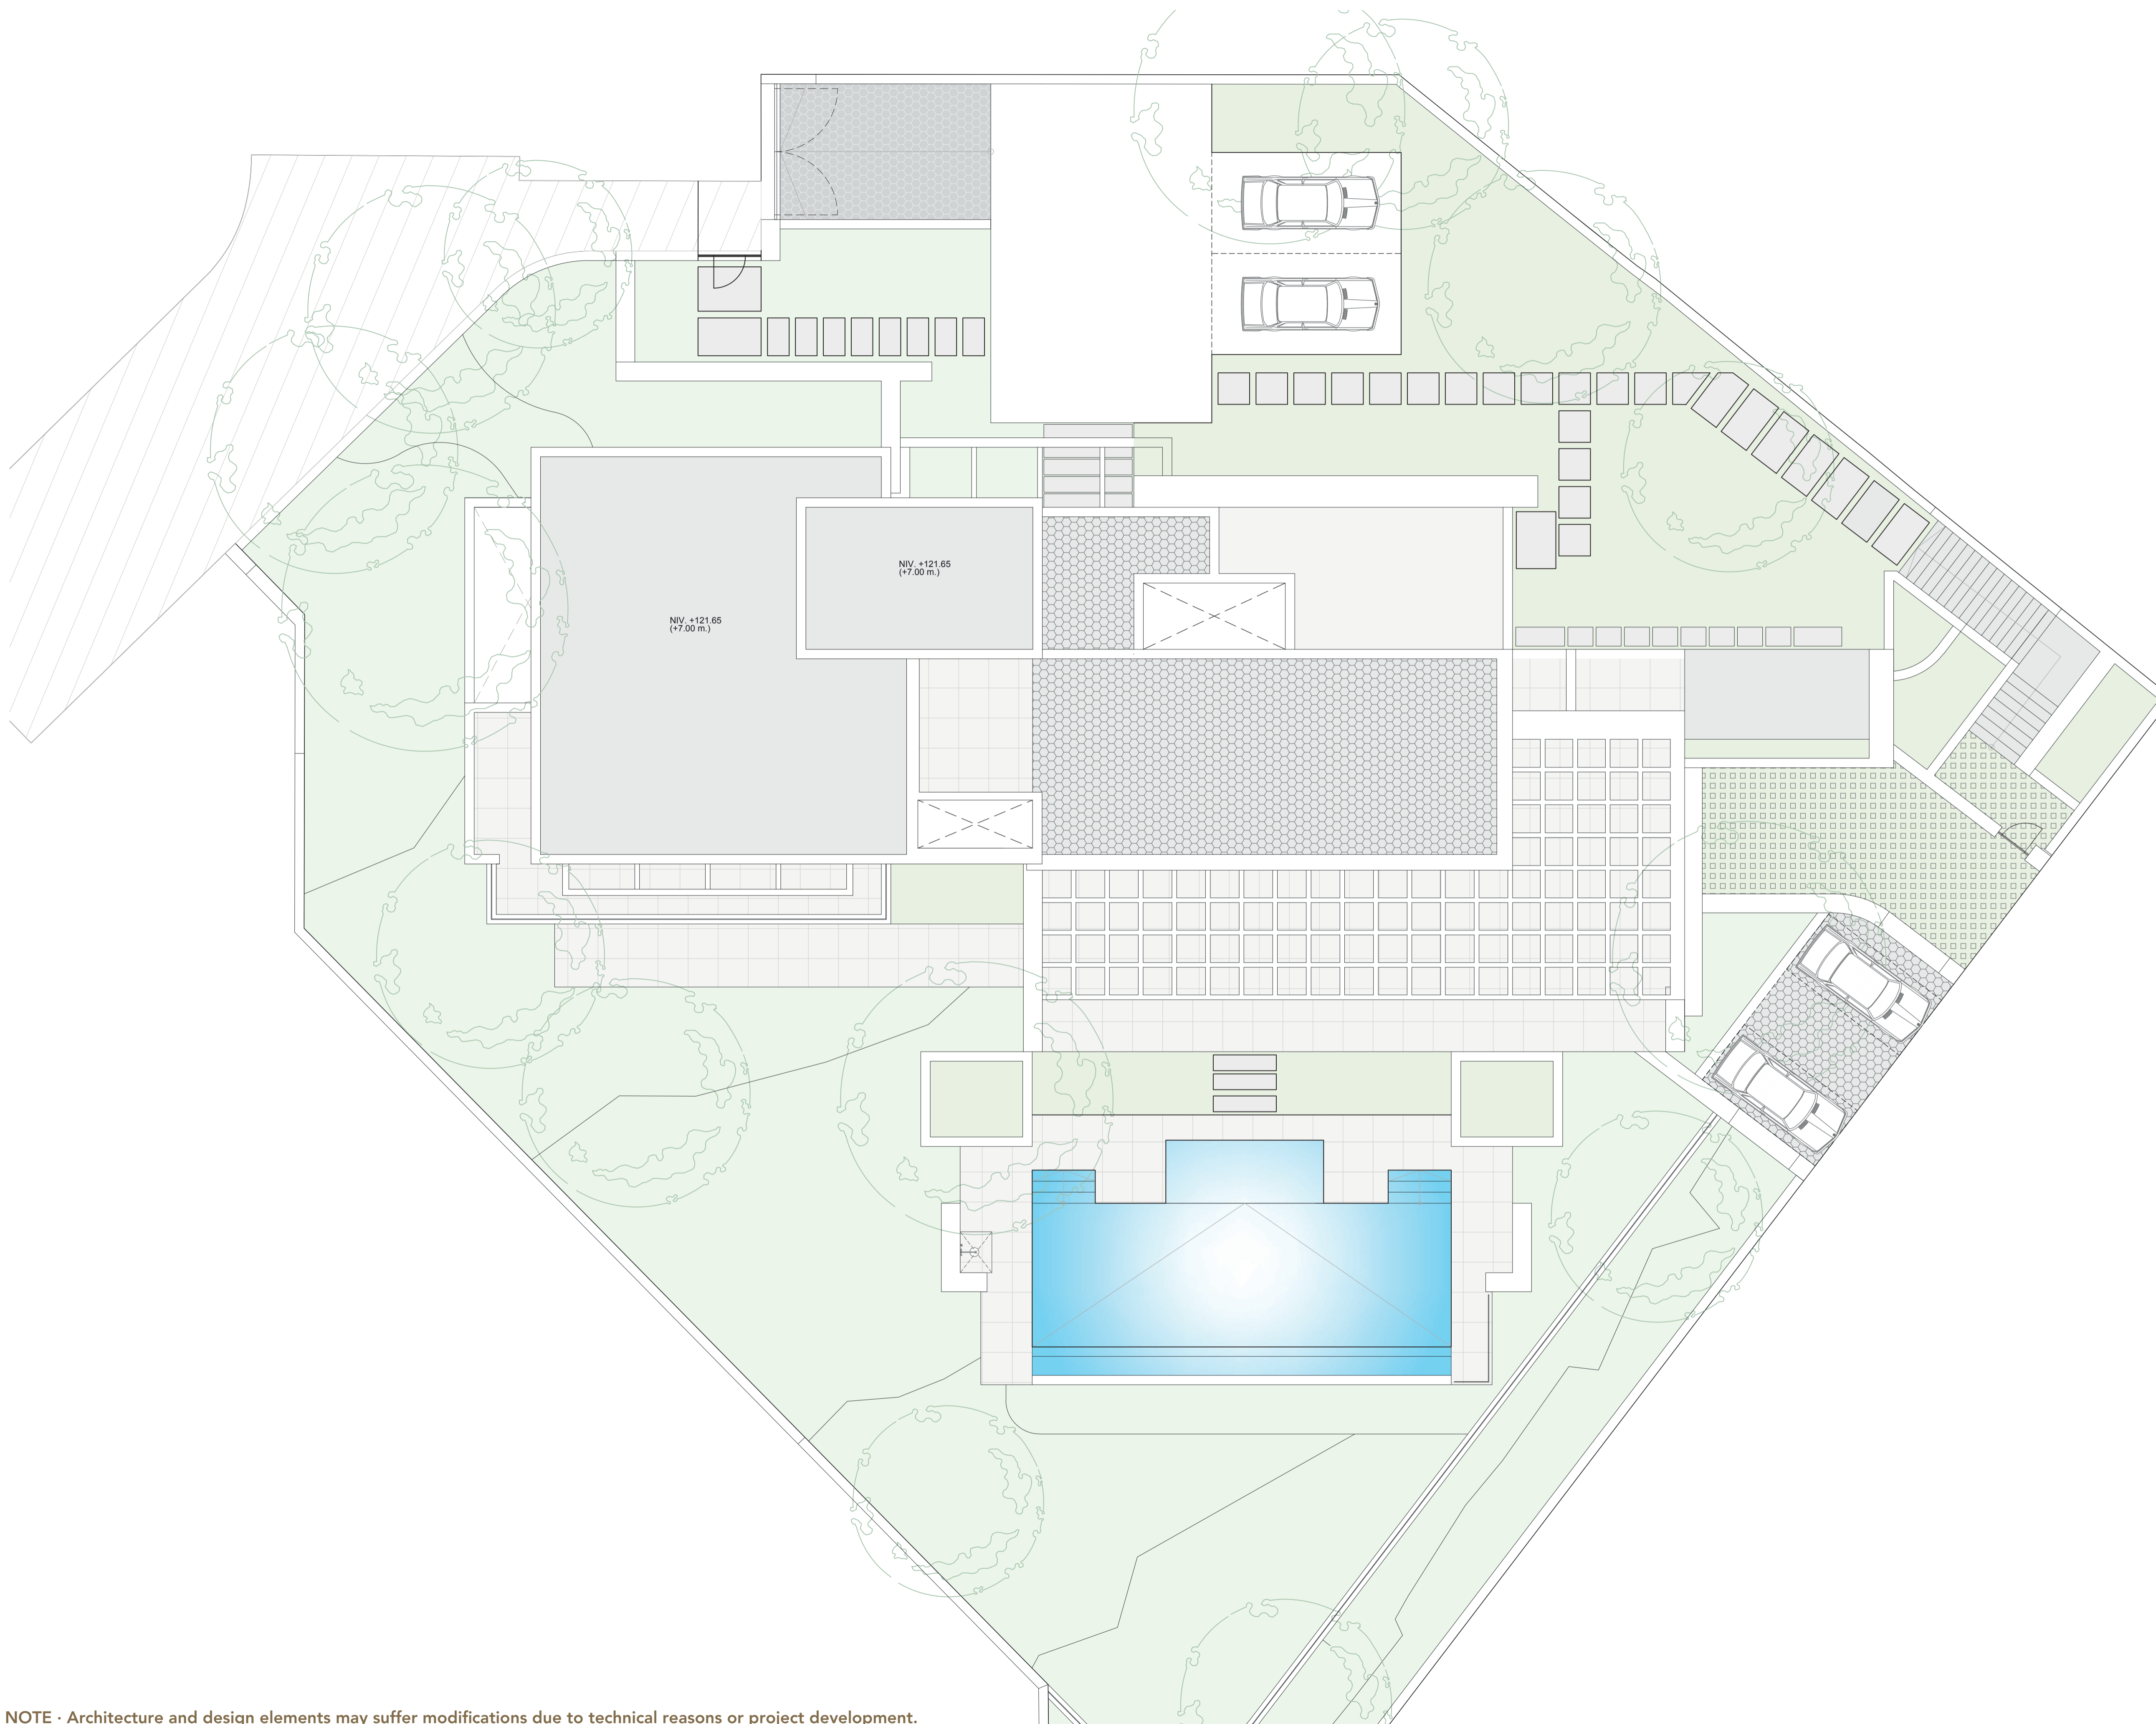 NIV. +121.65
(+7.00 m.)
NIV. +121.65
(+7.00 m.)
NOTE · Architecture and design elements may suffer modifications due to technical reasons or project development.